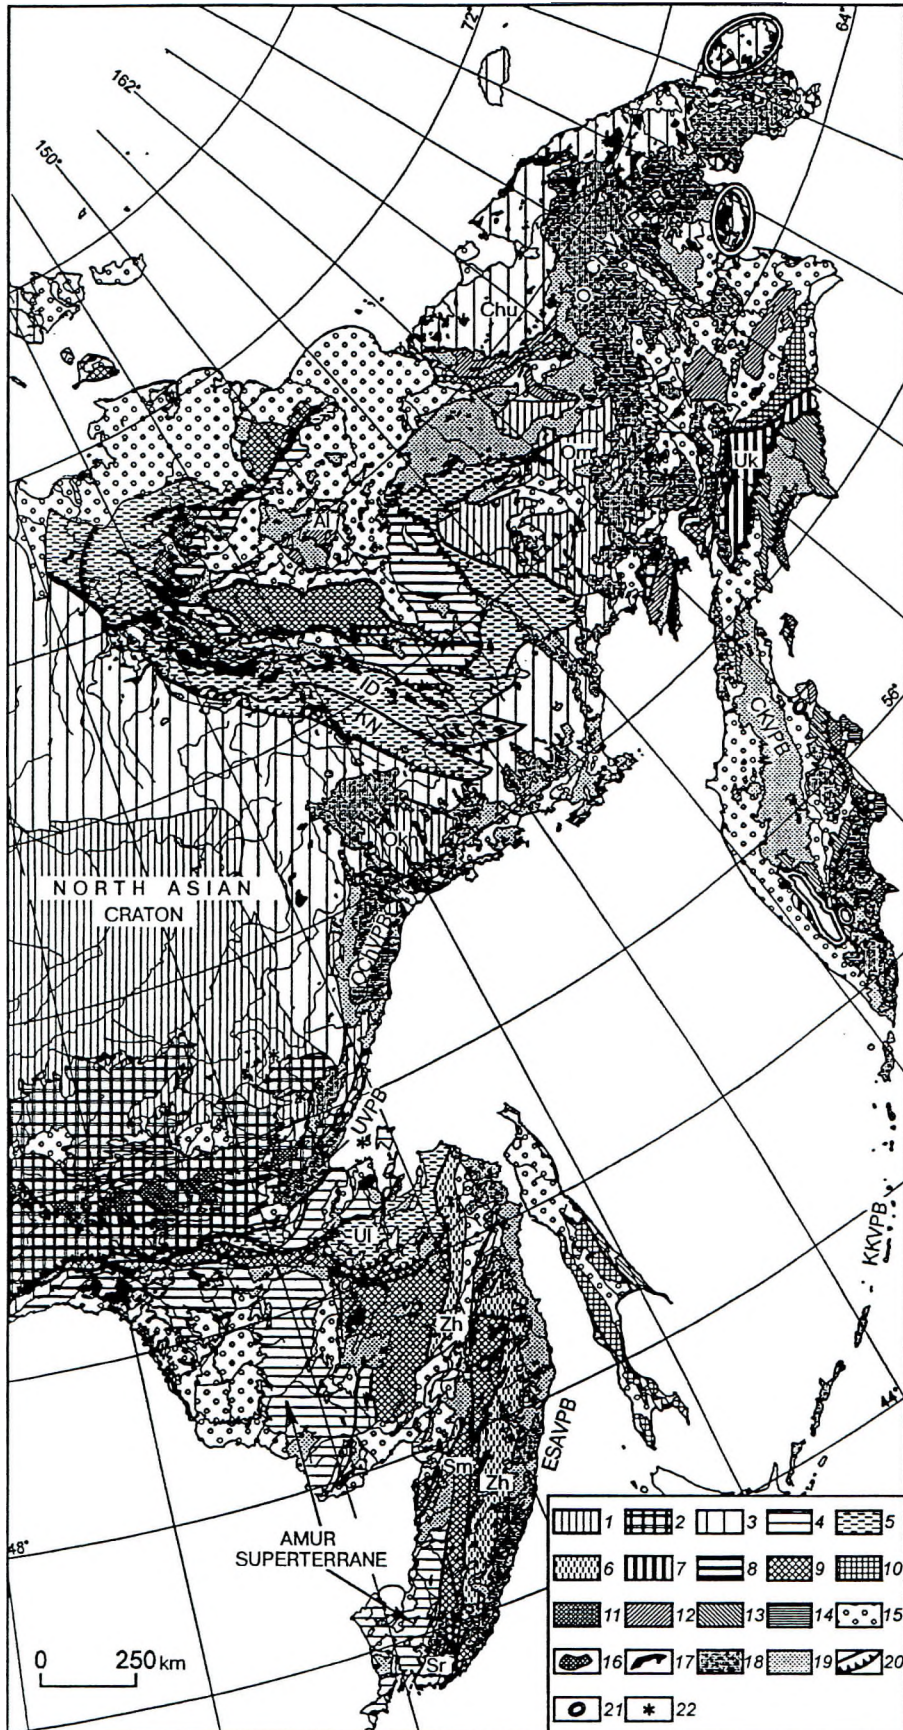 72°
64°
162°
150°
Chu
Om
Uk
Al
ID
KN
CKVPB
56°
Ok
NORTH ASIAN
CRATON
OCHVPB
UVPB
Ul
KKVPB
Zh
44°
ESAVPB
Sm
Zh
AMUR
SUPERTERRANE
48°
Sr
0 250 km
1 2 3 4 5
6 7 8 9 10
11 12 13 14 15
16 17 18 19 20
21 22